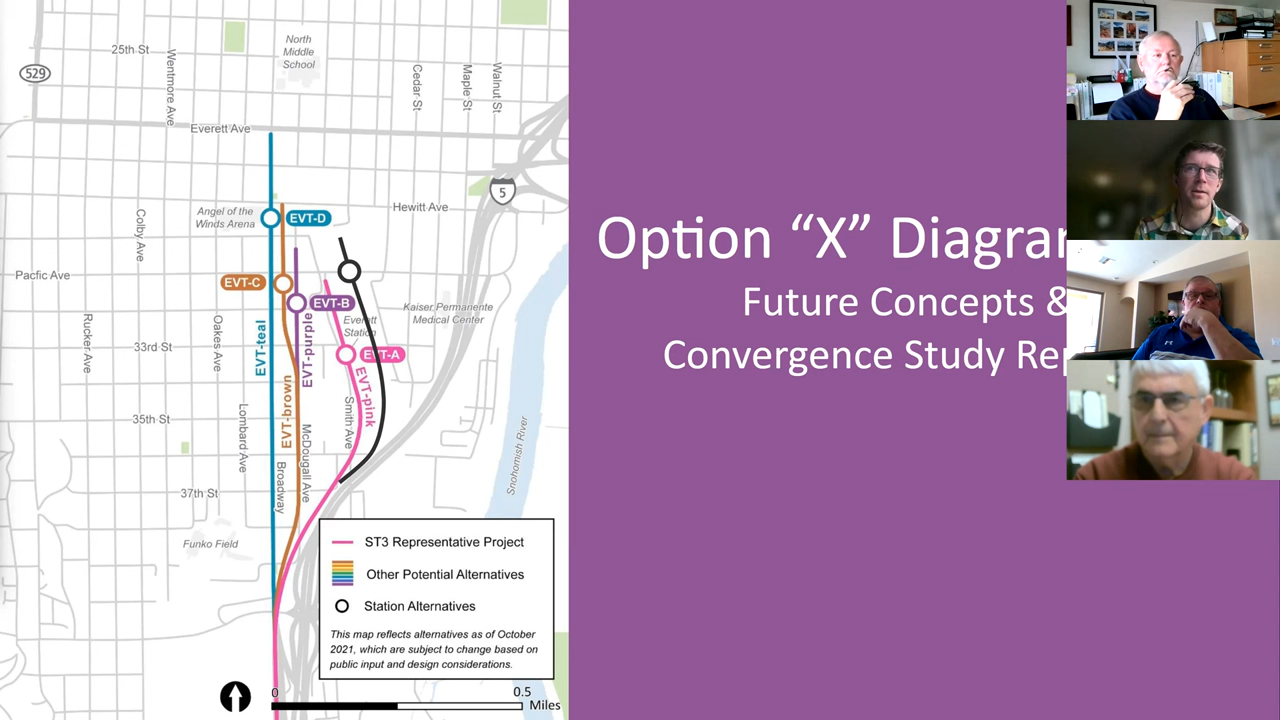 25th St
North
Middle
School
529
Wentmore Ave
Cedar St
Maple St
Walnut St
Everett Ave
5
Angel of the
Winds Arena
EVT-D
Hewitt Ave
Colby Ave
Pacfic Ave
EVT-C
EVT-B
Kaiser Permanente
Medical Center
Everett
Station
Rucker Ave
Oakes Ave
EVT-teal
EVT-purple
33rd St
EVT-A
EVT-pink
EVT-brown
35th St
Lombard Ave
Smith Ave
McDougall Ave
Broadway
Snohomish River
37th St
Funko Field
ST3 Representative Project
Other Potential Alternatives
Station Alternatives
This map reflects alternatives as of October
2021, which are subject to change based on
public input and design considerations.
0
0.5
Miles
Option “X” Diagra
Future Concepts &
Convergence Study Re